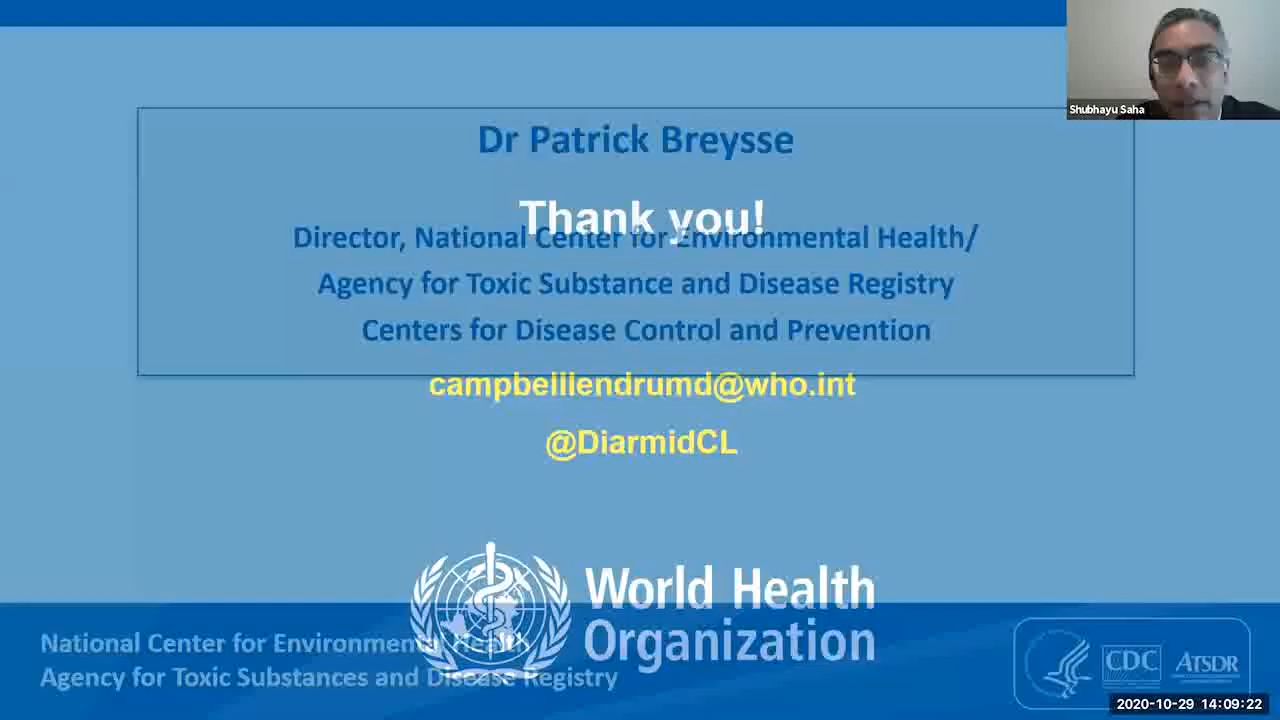 Shubhayu Saha
Dr Patrick Breysse
Thank you!
Director, National Center for Environmental Health/
Agency for Toxic Substance and Disease Registry
Centers for Disease Control and Prevention
campbelllendrumd@who.int
@DiarmidCL
World Health
Organization
National Center for Environmental Health
Agency for Toxic Substances and Disease Registry
CDC
ATSDR
2020-10-29 14:09:22